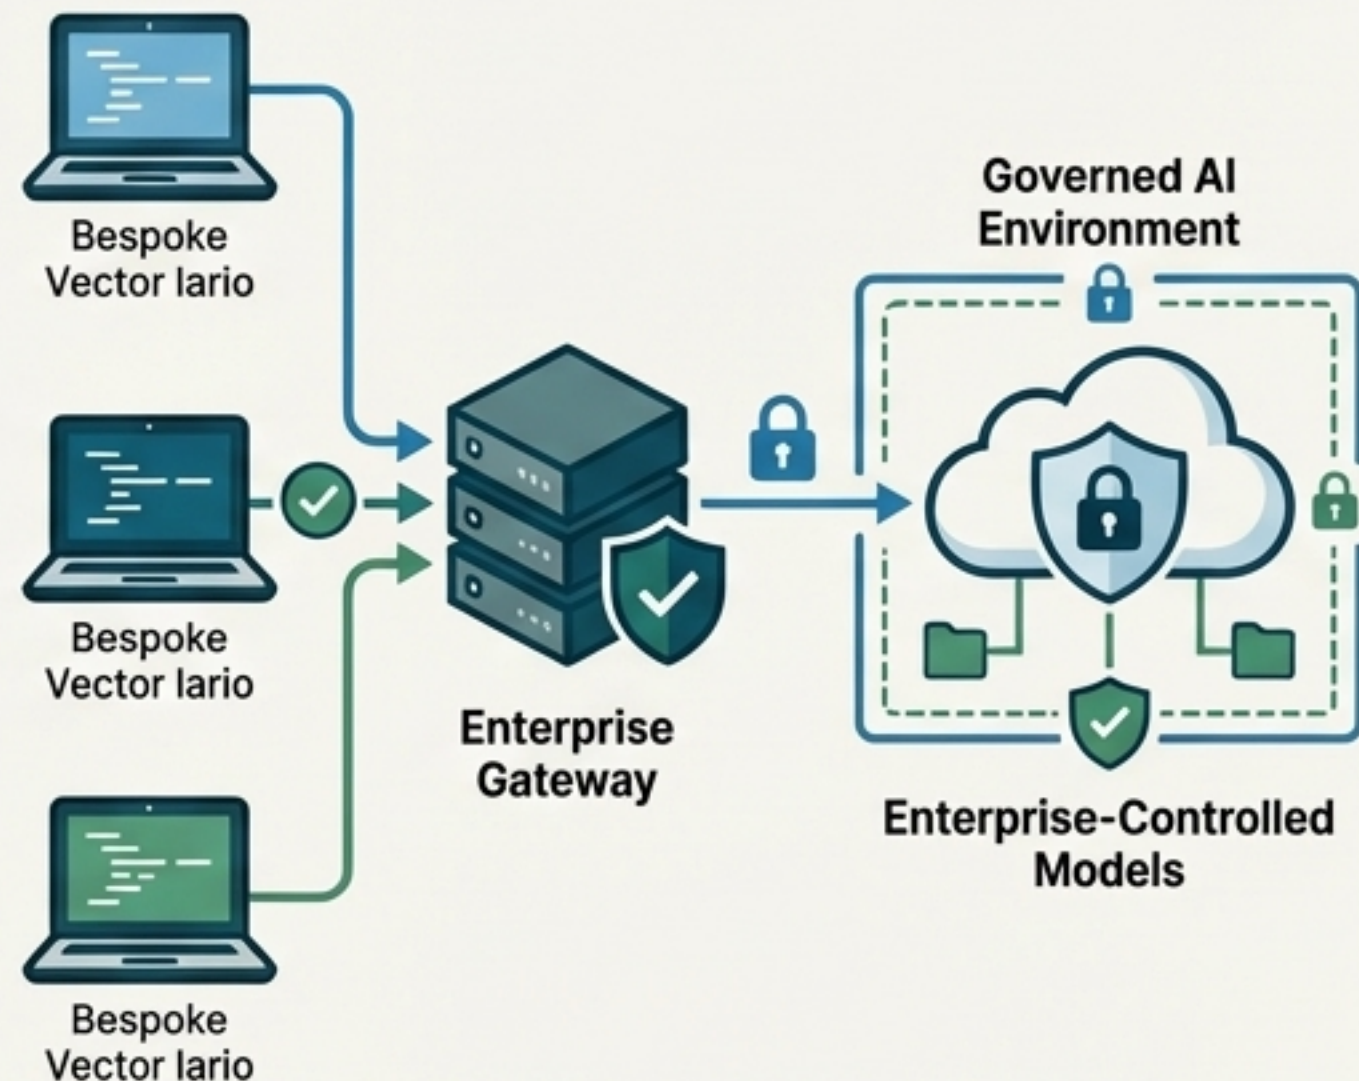 Bespoke
Vector lario
Bespoke
Vector lario
Bespoke
Vector lario
Enterprise
Gateway
Governed AI
Environment
Enterprise-Controlled
Models